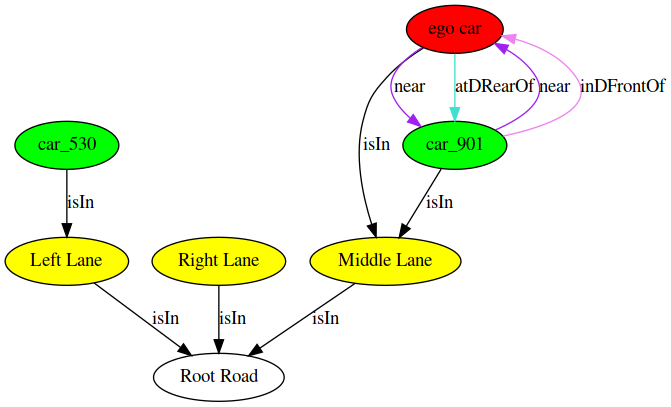 ego car
near
atDRearOf
near
inDFrontOf
car_530
isIn
car_901
isIn
isIn
Left Lane
Right Lane
Middle Lane
isIn
isIn
isIn
Root Road